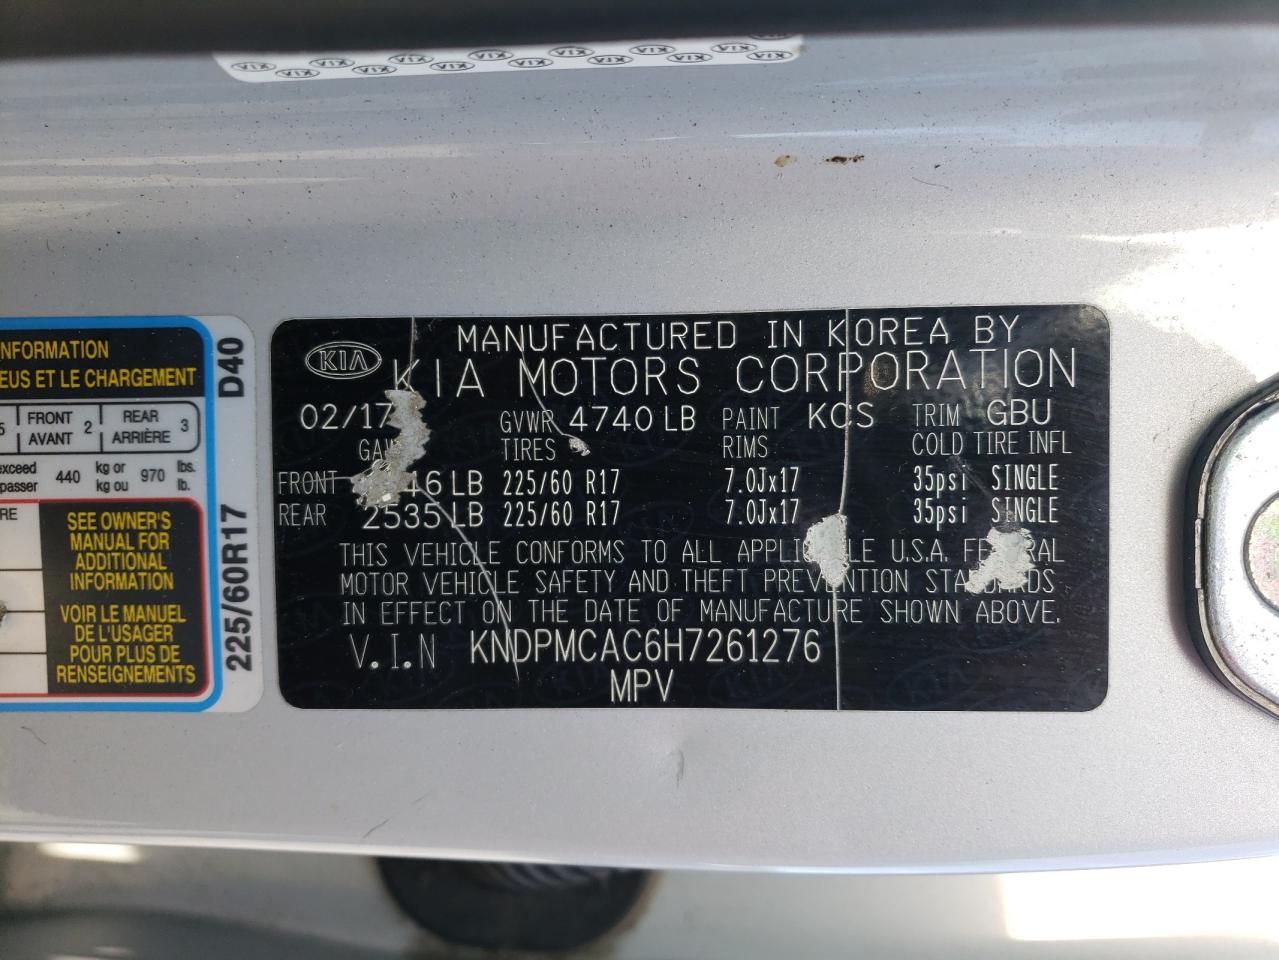 KIA
MANUFACTURED IN KOREA BY
KIA MOTORS CORPORATION
02/17 GVWR 4740 LB PAINT KCS TRIM GBU
TIRES RIMS COLD TIRE INFL
FRONT LB 225/60 R17 7.0Jx17 35psi SINGLE
REAR 2535 LB 225/60 R17 7.0Jx17 35psi SINGLE
THIS VEHICLE CONFORMS TO ALL U.S.A.
MOTOR VEHICLE SAFETY AND THEFT PREVENTION STANDARDS
IN EFFECT ON THE DATE OF MANUFACTURE SHOWN ABOVE.
V.I.N KNDPMCAC6H7261276
MPV
ET LE CHARGEMENT
FRONT 2 REAR 3
AVANT ARRIÈRE
440 kg or 970 lbs.
kg ou lb.
SEE OWNER'S
MANUAL FOR
ADDITIONAL
INFORMATION
VOIR LE MANUEL
DE L'USAGER
POUR PLUS DE
RENSEIGNEMENTS
225/60R17 D40